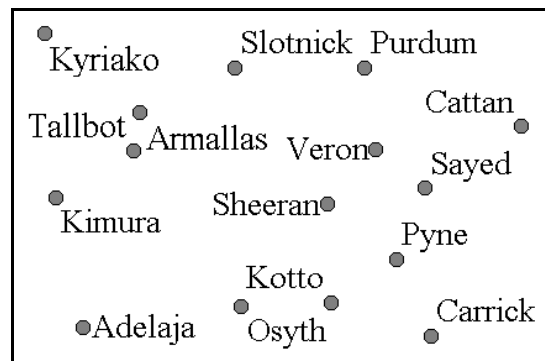 Kyriako
Slotnick
Purdum
Cattan
Tallbot
Armallas
Veron
Sayed
Kimura
Sheeran
Pyne
Kotto
Adelaja
Osyth
Carrick